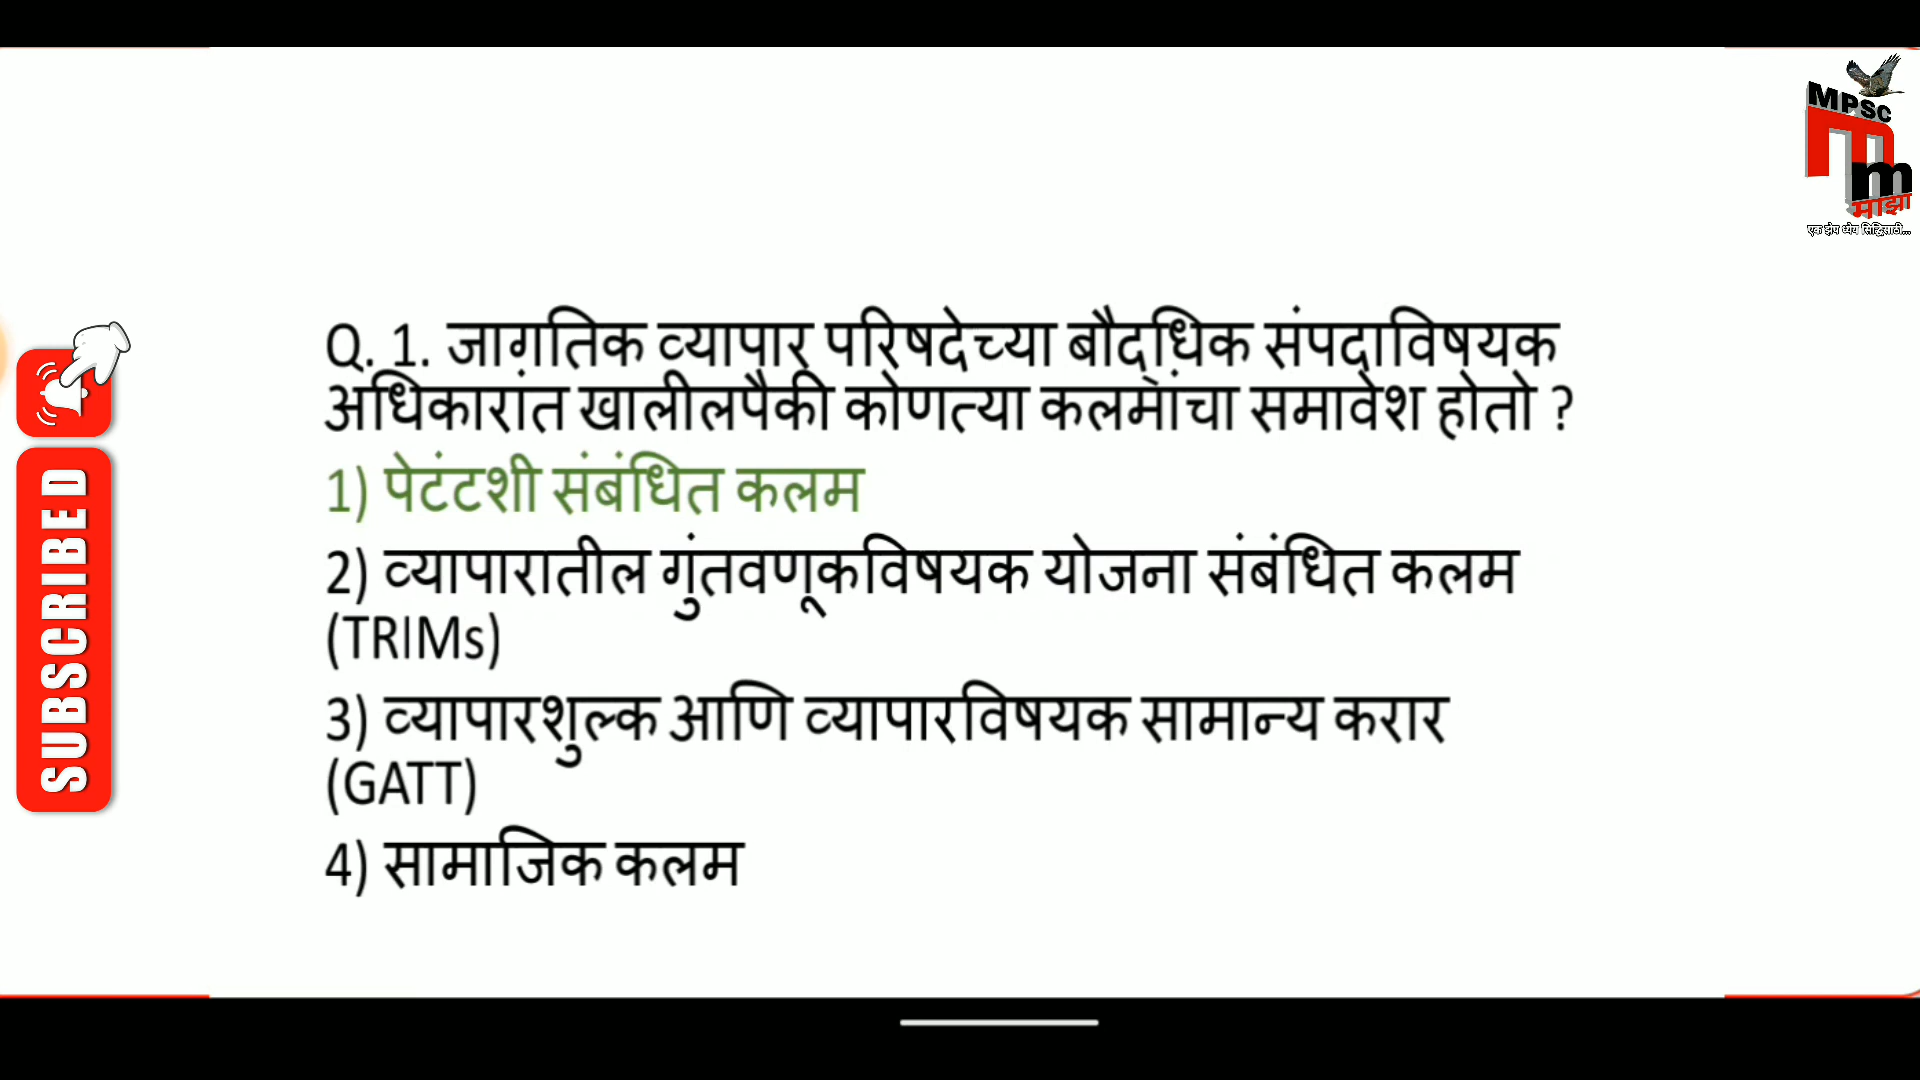 MPSC
माझा
एक झेप ध्येय सिद्धिसाठी...
Q. 1. जागतिक व्यापार परिषदेच्या बौद्धिक संपदाविषयक
अधिकारांत खालीलपैकी कोणत्या कलमांचा समावेश होतो ?
1) पेटंटशी संबंधित कलम
2) व्यापारातील गुंतवणूकविषयक योजना संबंधित कलम
(TRIMs)
3) व्यापारशुल्क आणि व्यापारविषयक सामान्य करार
(GATT)
4) सामाजिक कलम
SUBSCRIBED